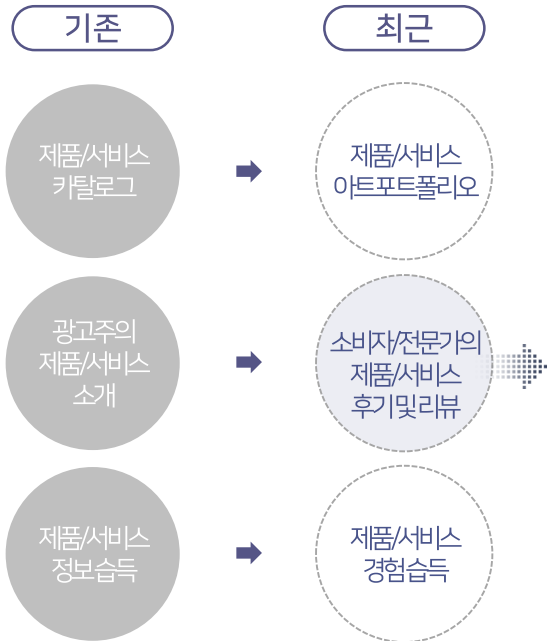 기존
최근
제품/서비스
카탈로그
제품/서비스
아트포트폴리오
광고주의
제품/서비스
소개
소비자/전문가의
제품/서비스
후기 및 리뷰
제품/서비스
정보 습득
제품/서비스
경험 습득